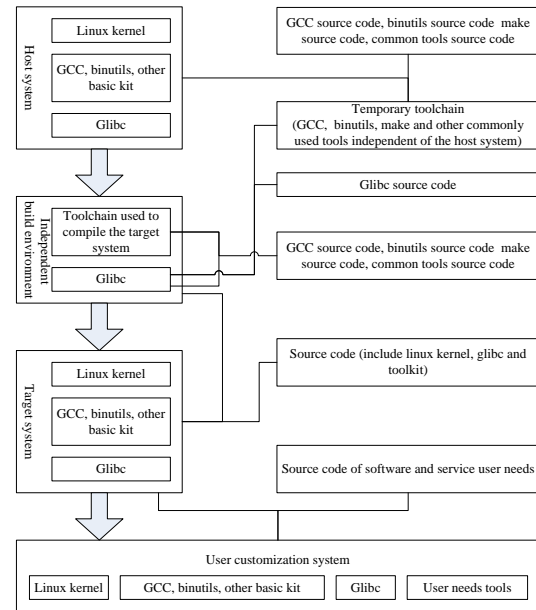 Host system
Linux kernel
GCC, binutils, other
basic kit
Glibc
GCC source code, binutils source code  make
source code, common tools source code
Temporary toolchain
(GCC,  binutils, make and other commonly
used tools independent of the host system)
Glibc source code
Independent
build environment
Toolchain used to
compile the target
system
Glibc
GCC source code, binutils source code  make
source code, common tools source code
Target system
Linux kernel
GCC, binutils, other
basic kit
Glibc
Source code (include linux kernel, glibc and
toolkit)
Source code of software and service user needs
User customization system
Linux kernel
GCC, binutils, other basic kit
Glibc
User needs tools